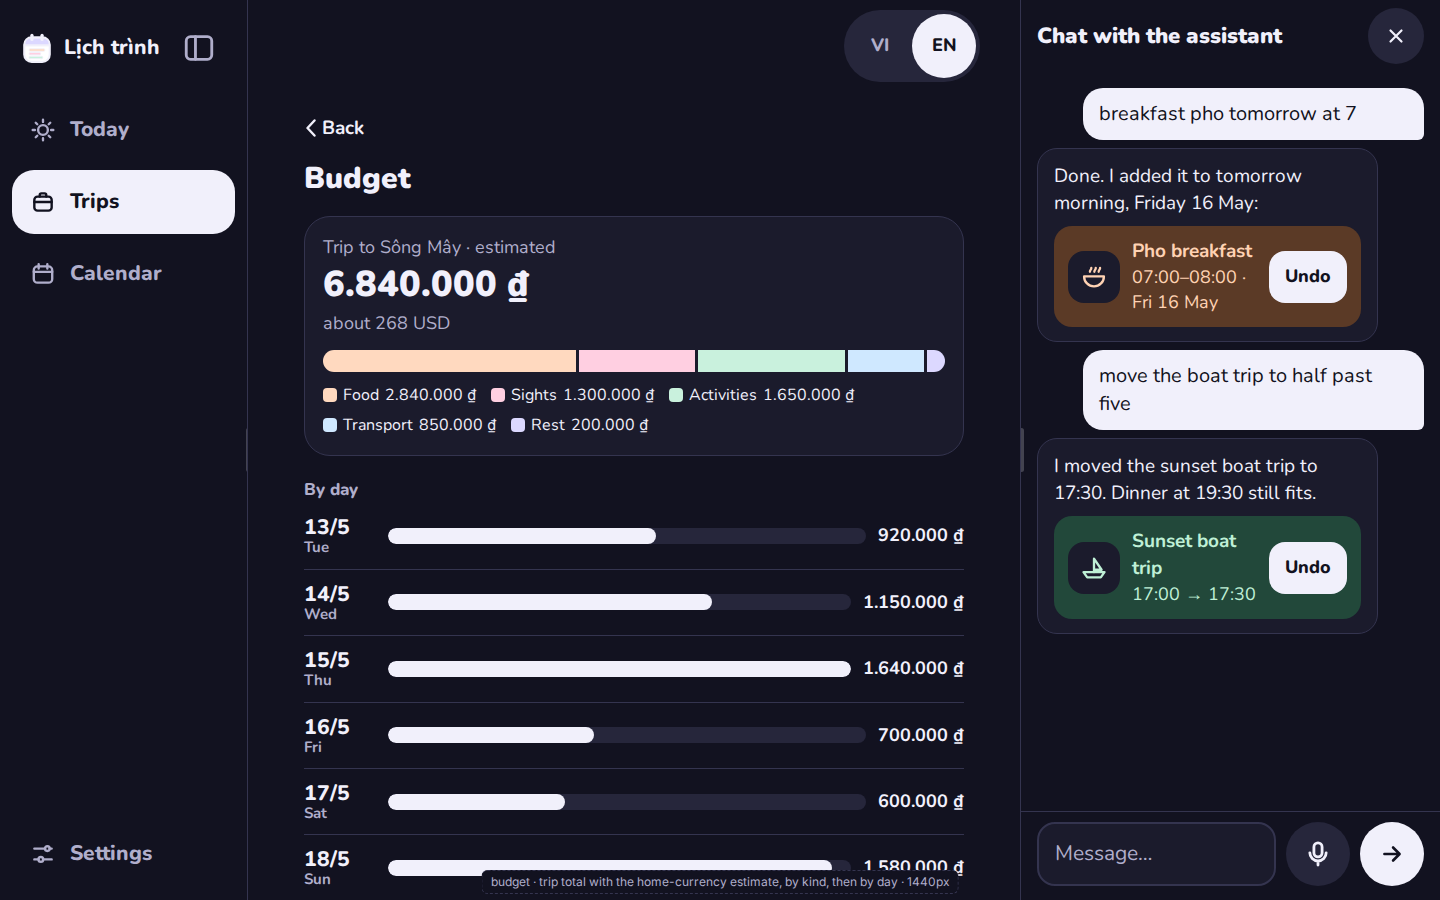 Lịch trình
Today
Trips
Calendar
Settings
VI
EN
Back
Budget
Trip to Sông Mây · estimated
6.840.000 ₫
about 268 USD
Food 2.840.000 ₫
Sights 1.300.000 ₫
Activities 1.650.000 ₫
Transport 850.000 ₫
Rest 200.000 ₫
By day
13/5
Tue
920.000 ₫
14/5
Wed
1.150.000 ₫
15/5
Thu
1.640.000 ₫
16/5
Fri
700.000 ₫
17/5
Sat
600.000 ₫
18/5
Sun
1.580.000 ₫
budget · trip total with the home-currency estimate, by kind, then by day · 1440px
Chat with the assistant
breakfast pho tomorrow at 7
Done. I added it to tomorrow
morning, Friday 16 May:
Pho breakfast
07:00–08:00 ·
Fri 16 May
Undo
move the boat trip to half past
five
I moved the sunset boat trip to
17:30. Dinner at 19:30 still fits.
Sunset boat
trip
17:00 → 17:30
Undo
Message...